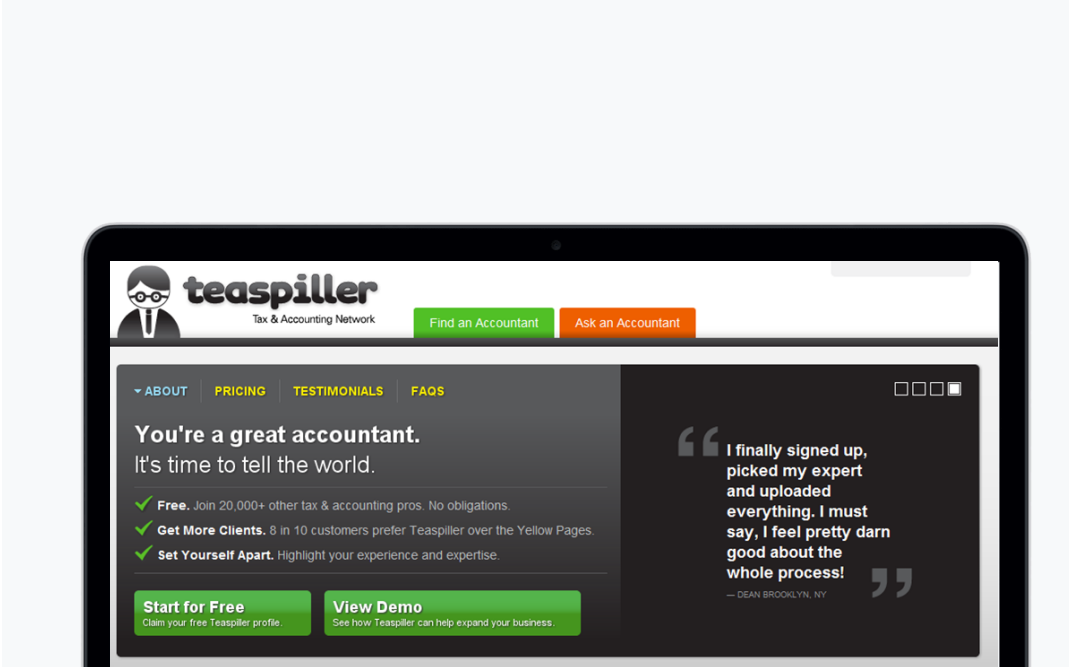 teaspiller
Tax & Accounting Network
Find an Accountant
Ask an Accountant
ABOUT
PRICING
TESTIMONIALS
FAQS
You're a great accountant.
It's time to tell the world.
Free. Join 20,000+ other tax & accounting pros. No obligations.
Get More Clients. 8 in 10 customers prefer Teaspiller over the Yellow Pages.
Set Yourself Apart. Highlight your experience and expertise.
Start for Free
Claim your free Teaspiller profile.
View Demo
See how Teaspiller can help expand your business.
“ I finally signed up,
picked my expert
and uploaded
everything. I must
say, I feel pretty darn
good about the
whole process! ”
— DEAN BROOKLYN, NY